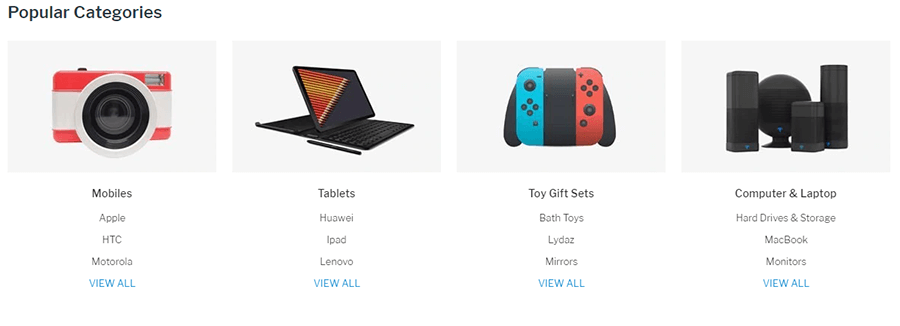 Popular Categories
Mobiles
Apple
HTC
Motorola
VIEW ALL
Tablets
Huawei
Ipad
Lenovo
VIEW ALL
Toy Gift Sets
Bath Toys
Lydaz
Mirrors
VIEW ALL
Computer & Laptop
Hard Drives & Storage
MacBook
Monitors
VIEW ALL